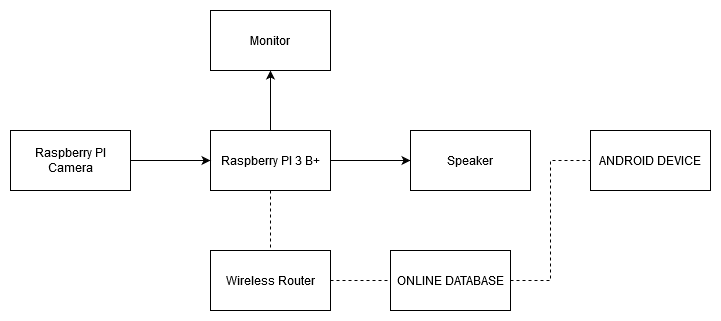 Monitor
Raspberry PI
Camera
Raspberry PI 3 B+
Speaker
ANDROID DEVICE
Wireless Router
ONLINE DATABASE